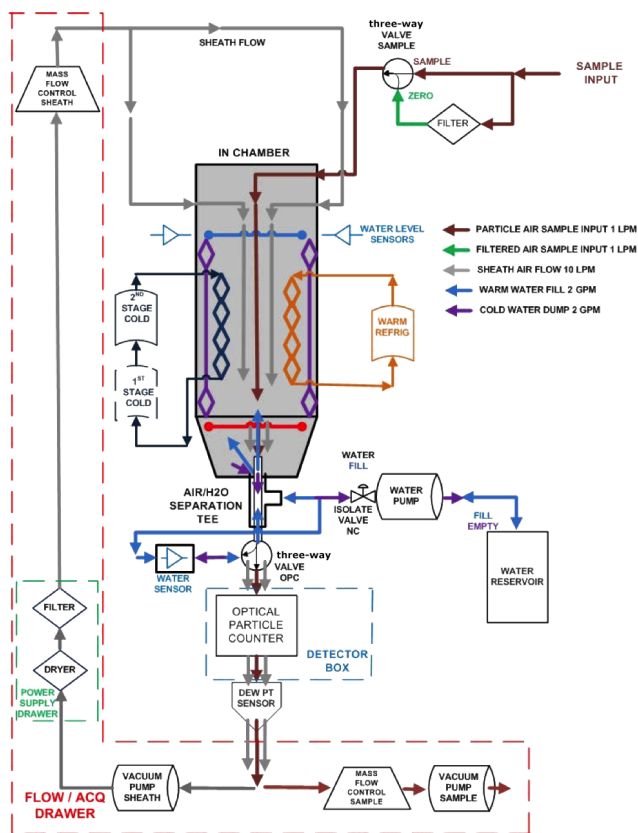 three-way
VALVE
SAMPLE
SHEATH FLOW
SAMPLE
SAMPLE
INPUT
MASS
FLOW
CONTROL
SHEATH
ZERO
FILTER
IN CHAMBER
WATER LEVEL
SENSORS
PARTICLE AIR SAMPLE INPUT 1 LPM
FILTERED AIR SAMPLE INPUT 1 LPM
SHEATH AIR FLOW 10 LPM
WARM WATER FILL 2 GPM
COLD WATER DUMP 2 GPM
2ND
STAGE
COLD
WARM
REFRIG
1ST
STAGE
COLD
WATER
FILL
AIR/H2O
SEPARATION
TEE
ISOLATE
VALVE
NC
WATER
PUMP
FILL
EMPTY
WATER
SENSOR
three-way
VALVE
OPC
WATER
RESERVOIR
FILTER
OPTICAL
PARTICLE
COUNTER
DETECTOR
BOX
DRYER
POWER
SUPPLY
DRAWER
DEW PT
SENSOR
FLOW / ACQ
DRAWER
VACUUM
PUMP
SHEATH
MASS
FLOW
CONTROL
SAMPLE
VACUUM
PUMP
SAMPLE